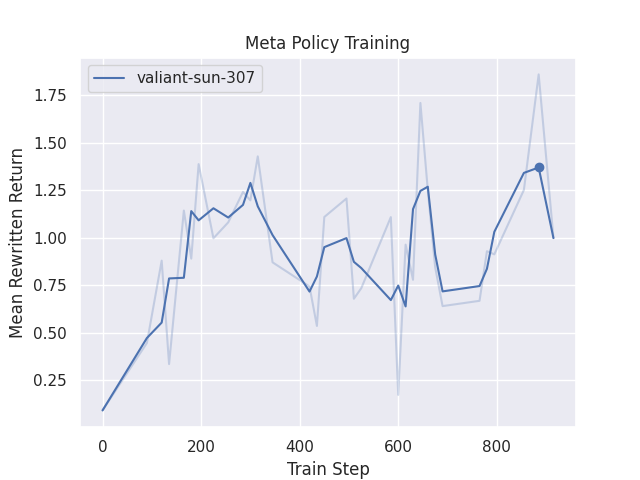 Meta Policy Training
valiant-sun-307
Mean Rewritten Return
1.75
1.50
1.25
1.00
0.75
0.50
0.25
0 200 400 600 800
Train Step